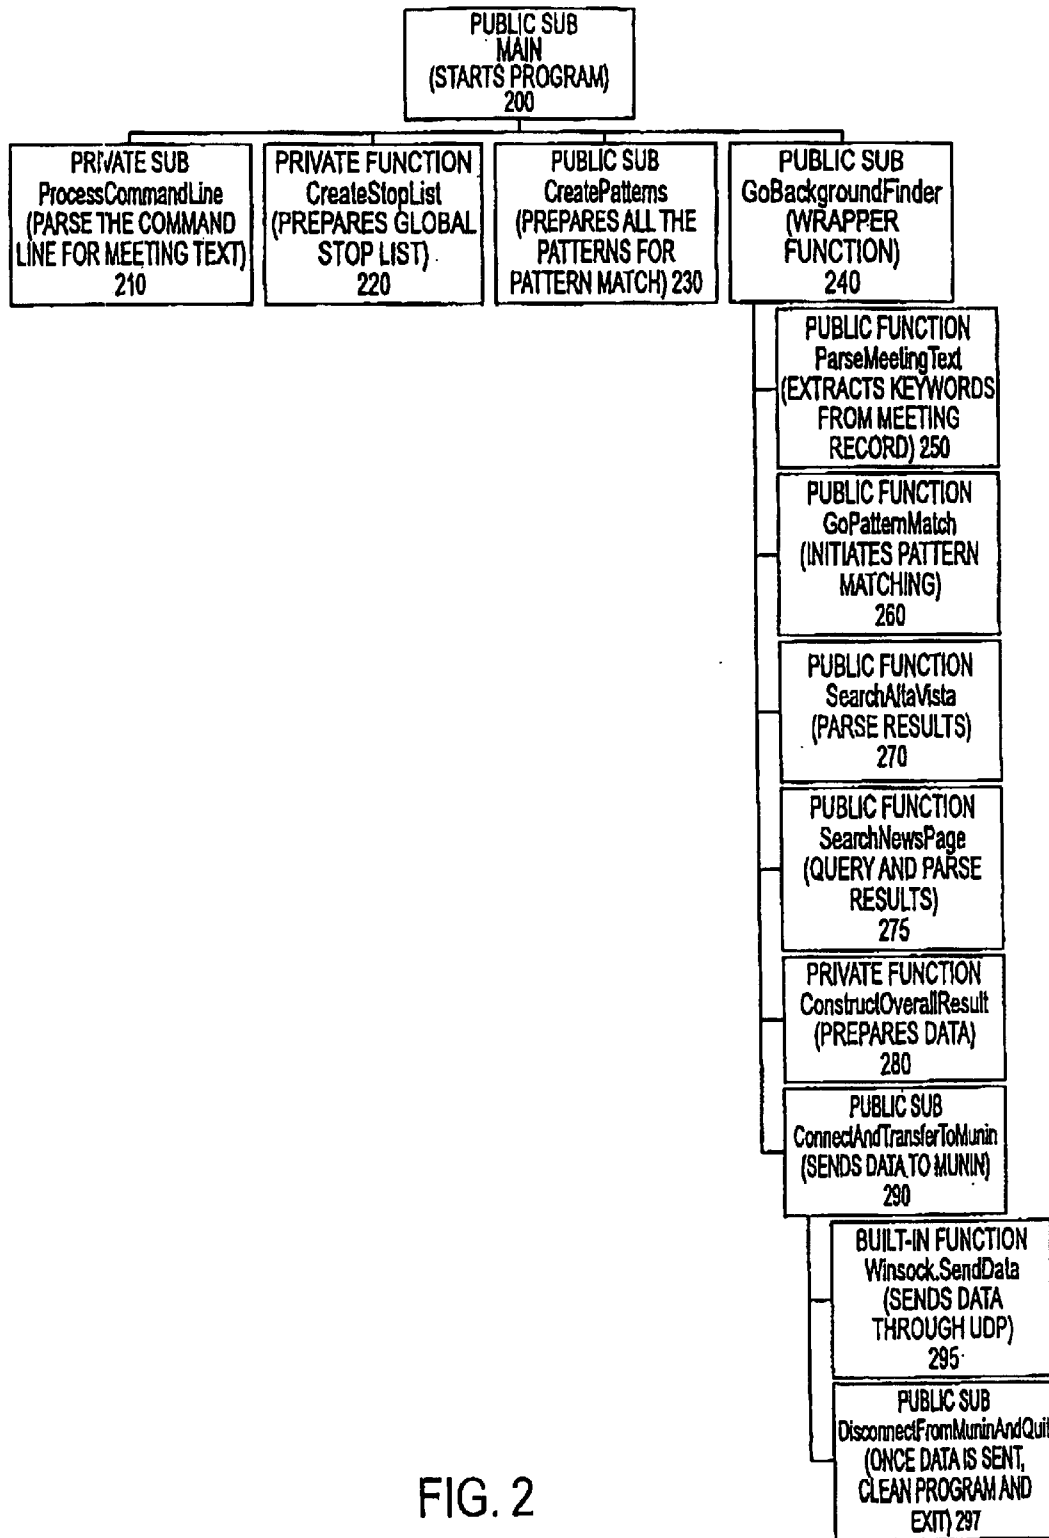 PUBLIC SUB
MAIN
(STARTS PROGRAM)
200
PRIVATE SUB
ProcessCommandLine
(PARSE THE COMMAND
LINE FOR MEETING TEXT)
210
PRIVATE FUNCTION
CreateStopList
(PREPARES GLOBAL
STOP LIST)
220
PUBLIC SUB
CreatePatterns
(PREPARES ALL THE
PATTERNS FOR
PATTERN MATCH) 230
PUBLIC SUB
GoBackgroundFinder
(WRAPPER
FUNCTION)
240
PUBLIC FUNCTION
ParseMeetingText
(EXTRACTS KEYWORDS
FROM MEETING
RECORD) 250
PUBLIC FUNCTION
GoPatternMatch
(INITIATES PATTERN
MATCHING)
260
PUBLIC FUNCTION
SearchAltaVista
(PARSE RESULTS)
270
PUBLIC FUNCTION
SearchNewsPage
(QUERY AND PARSE
RESULTS)
275
PRIVATE FUNCTION
ConstructOverallResult
(PREPARES DATA)
280
PUBLIC SUB
ConnectAndTransferToMunin
(SENDS DATA TO MUNIN)
290
BUILT-IN FUNCTION
Winsock.SendData
(SENDS DATA
THROUGH UDP)
295
PUBLIC SUB
DisconnectFromMuninAndQuit
(ONCE DATA IS SENT,
CLEAN PROGRAM AND
EXIT) 297
FIG. 2